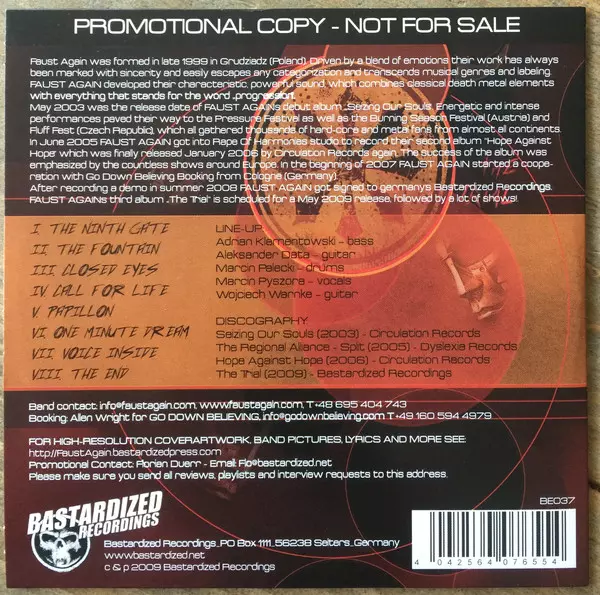 PROMOTIONAL COPY - NOT FOR SALE
Faust Again was formed in late 1999 in Grudziadz (Poland). Driven by a blend of emotions their work has always
been marked with sincerity and easily escapes any categorization and transcends musical genres and labeling.
FAUST AGAIN developed their characteristic, powerful sound, which combines classical death metal elements
with everything that stands for the word „progression.
May 2003 was the release date of FAUST AGAINs debut album „Seizing Our Souls. Energetic and intense
performances paved their way to the Pressure Festival as well as the Burning Season Festival (Austria) and
Fluff Fest (Czech Republic), which all gathered thousands of hard-core and metal fans from almost all continents.
In June 2005 FAUST AGAIN got into Rape Of Harmonies studio to record their second album "Hope Against
Hope which was finally released January 2006 by Circulation Records again. The success of the album was
emphasized by the countless shows around Europe. In the beginning of 2007 FAUST AGAIN started a coope-
ration with Go Down Believing Booking from Cologne (Germany).
After recording a demo in summer 2008 FAUST AGAIN got signed to germanys Bastardized Recordings.
FAUST AGAINs third album „The Trial" is scheduled for a May 2009 release, followed by a lot of shows!
I. THE NINTH GATE
II. THE FOUNTAIN
III. CLOSED EYES
IV. CALL FOR LIFE
V. PAPILLON
VI. ONE MINUTE DREAM
VII. VOICE INSIDE
VIII. THE END
LINE-UP:
Adrian Klementowski - bass
Aleksander Data - guitar
Marcin Palecki - drums
Marcin Pyszora - vocals
Wojciech Warnke - guitar
DISCOGRAPHY
Seizing Our Souls (2003) - Circulation Records
The Regional Alliance - Split (2005) - Dyslexia Records
Hope Against Hope (2006) - Circulation Records
The Trial (2009) - Bastardized Recordings
Band contact: info@faustagain.com, www.faustagain.com, T+48 695 404 743
Booking: Allen Wright for GO DOWN BELIEVING, info@godownbelieving.com T+49 160 594 4979
FOR HIGH-RESOLUTION COVERARTWORK, BAND PICTURES, LYRICS AND MORE SEE:
http://FaustAgain.bastardizedpress.com
Promotional Contact: Florian Duerr - Email: Flo@bastardized.net
Please make sure you send all reviews, playlists and interview requests to this address.
BASTARDIZED
RECORDINGS
Bastardized Recordings_PO Box 1111_56238 Selters_Germany
www.bastardized.net
c & p 2009 Bastardized Recordings
BE037
4 042564 076554